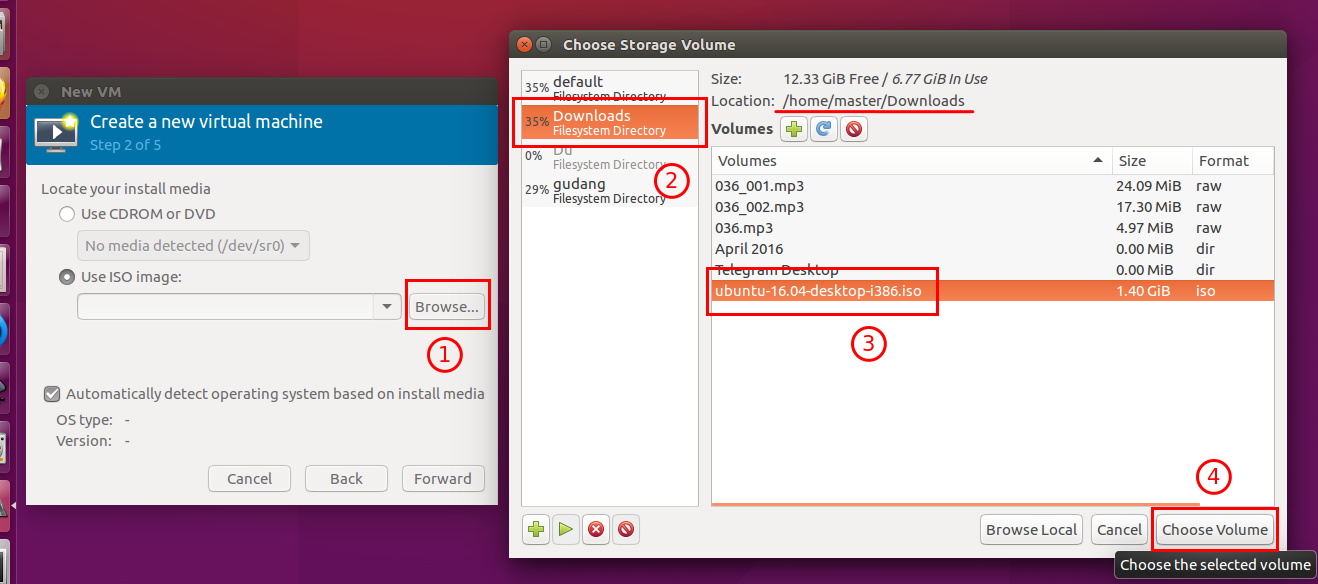 New VM
Create a new virtual machine
Step 2 of 5
Locate your install media
Use CDROM or DVD
No media detected (/dev/sr0)
Use ISO image:
Browse...
1
Automatically detect operating system based on install media
OS type: -
Version: -
Cancel Back Forward
Choose Storage Volume
35% default
Filesystem Directory
35% Downloads
Filesystem Directory
0% Du
Filesystem Directory
2
29% gudang
Filesystem Directory
Size: 12.33 GiB Free / 6.77 GiB In Use
Location: /home/master/Downloads
Volumes
Volumes Size Format
036_001.mp3 24.09 MiB raw
036_002.mp3 17.30 MiB raw
036.mp3 4.97 MiB raw
April 2016 0.00 MiB dir
Telegram Desktop 0.00 MiB dir
ubuntu-16.04-desktop-i386.iso 1.40 GiB iso
3
4
Browse Local Cancel Choose Volume
Choose the selected volume